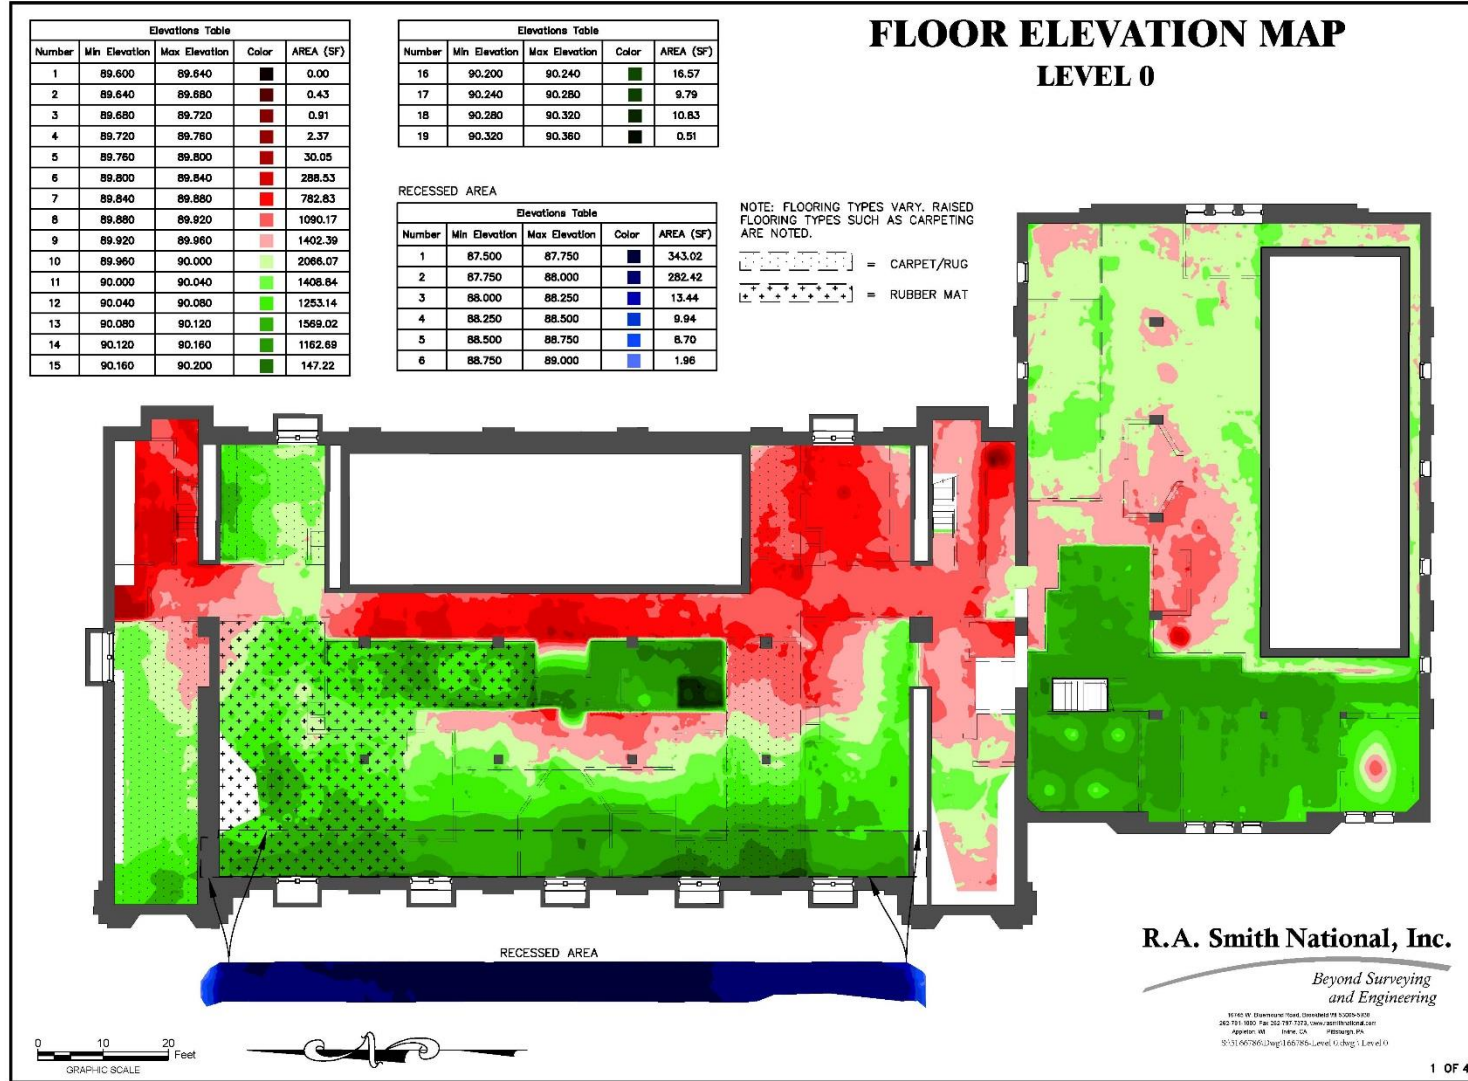 FLOOR ELEVATION MAP
LEVEL 0
Elevations Table
Number Min Elevation Max Elevation Color AREA (SF)
1 89.600 89.640 0.00
2 89.640 89.680 0.43
3 89.680 89.720 0.91
4 89.720 89.760 2.37
5 89.760 89.800 30.05
6 89.800 89.840 288.53
7 89.840 89.880 782.83
8 89.880 89.920 1090.17
9 89.920 89.960 1402.39
10 89.960 90.000 2066.07
11 90.000 90.040 1408.84
12 90.040 90.080 1253.14
13 90.080 90.120 1569.02
14 90.120 90.160 1162.69
15 90.160 90.200 147.22
Elevations Table
Number Min Elevation Max Elevation Color AREA (SF)
16 90.200 90.240 16.57
17 90.240 90.280 9.79
18 90.280 90.320 10.83
19 90.320 90.360 0.51
RECESSED AREA
Elevations Table
Number Min Elevation Max Elevation Color AREA (SF)
1 87.500 87.750 343.02
2 87.750 88.000 282.42
3 88.000 88.250 13.44
4 88.250 88.500 9.94
5 88.500 88.750 8.70
6 88.750 89.000 1.96
NOTE: FLOORING TYPES VARY. RAISED
FLOORING TYPES SUCH AS CARPETING
ARE NOTED.
= CARPET/RUG
= RUBBER MAT
RECESSED AREA
0 10 20
Feet
GRAPHIC SCALE
R.A. Smith National, Inc.
Beyond Surveying
and Engineering
Appleton, WI Irvine, CA Pittsburgh, PA
1 OF 4